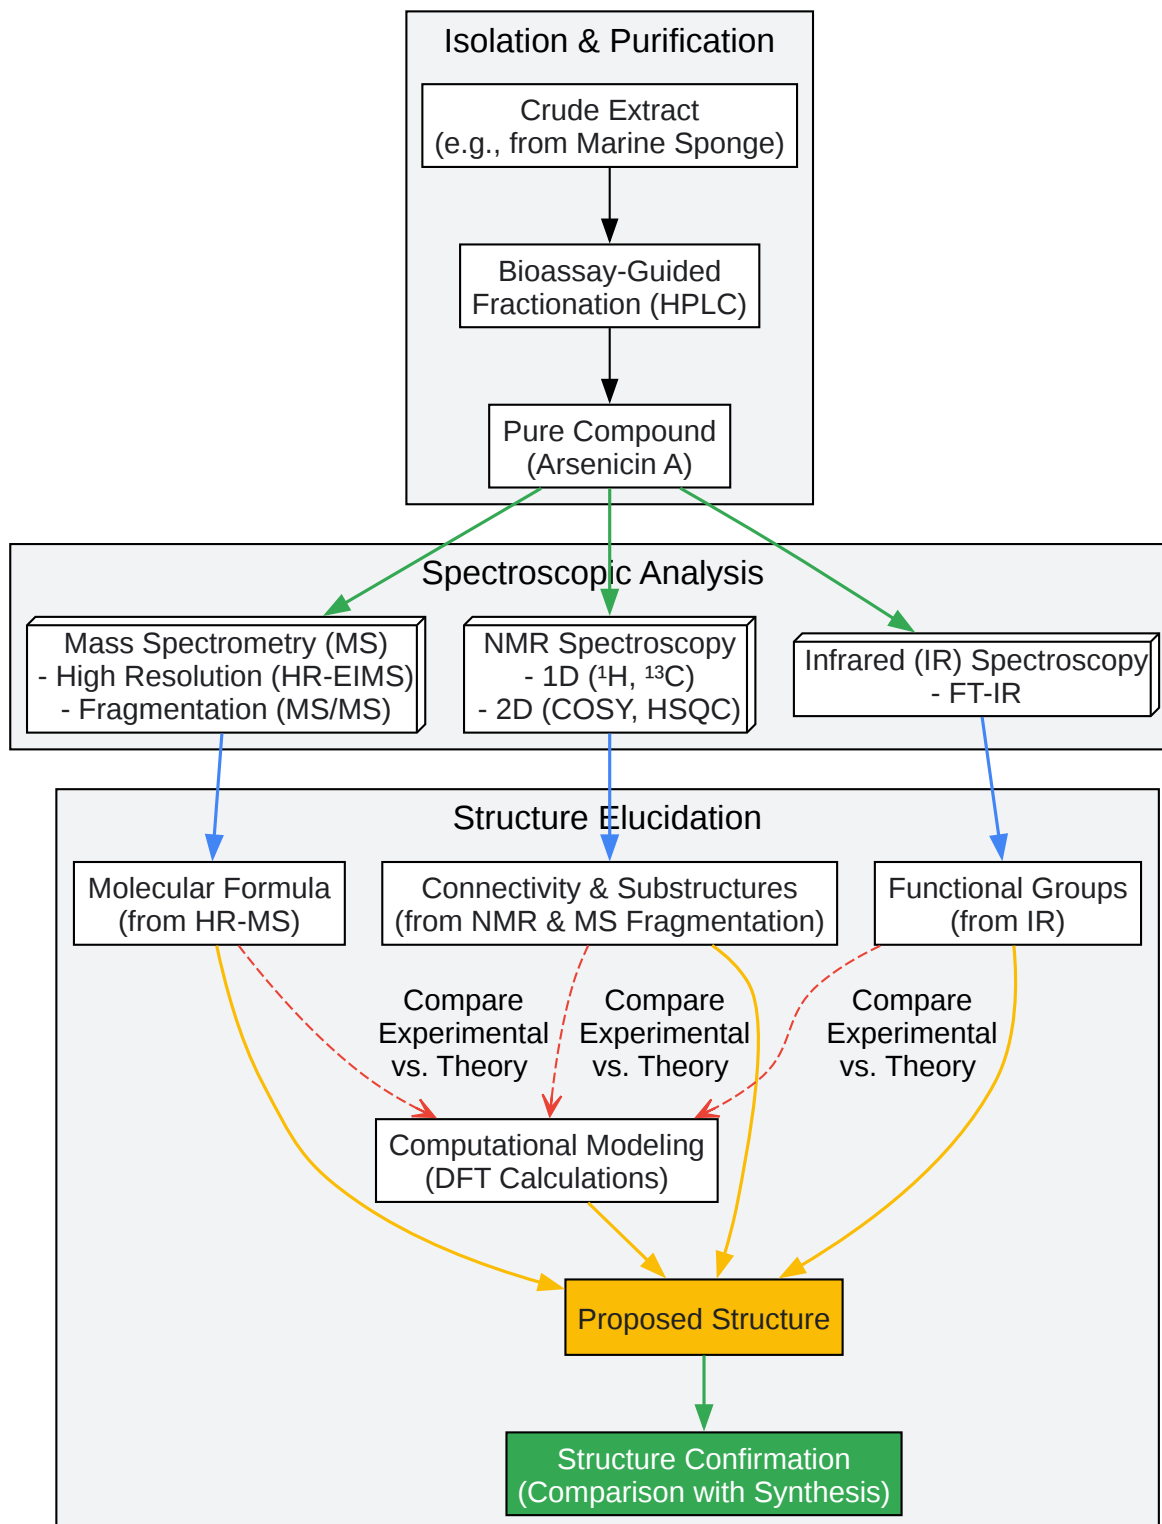 Isolation & Purification
Crude Extract
(e.g., from Marine Sponge)
Bioassay-Guided
Fractionation (HPLC)
Pure Compound
(Arsenicin A)
Spectroscopic Analysis
Mass Spectrometry (MS)
- High Resolution (HR-EIMS)
- Fragmentation (MS/MS)
NMR Spectroscopy
- 1D (¹H, ¹³C)
- 2D (COSY, HSQC)
Infrared (IR) Spectroscopy
- FT-IR
Structure Elucidation
Molecular Formula
(from HR-MS)
Connectivity & Substructures
(from NMR & MS Fragmentation)
Functional Groups
(from IR)
Compare
Experimental
vs. Theory
Compare
Experimental
vs. Theory
Compare
Experimental
vs. Theory
Computational Modeling
(DFT Calculations)
Proposed Structure
Structure Confirmation
(Comparison with Synthesis)